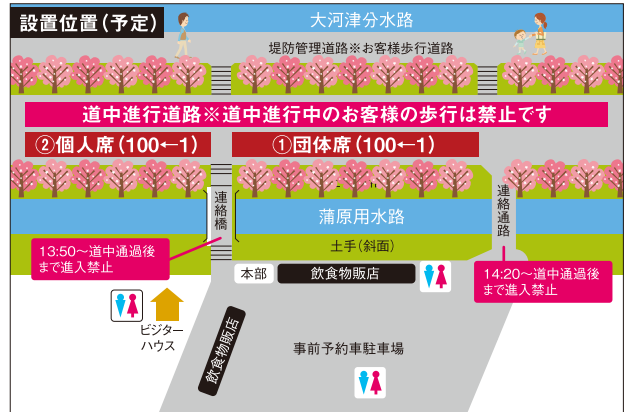 設置位置（予定）
大河津分水路
堤防管理道路※お客様歩行道路
道中進行道路※道中進行中のお客様の歩行は禁止です
②個人席（100←1）
①団体席（100←1）
連絡橋
蒲原用水路
連絡通路
土手（斜面）
13:50～道中通過後
まで進入禁止
本部
飲食物販店
14:20～道中通過後
まで進入禁止
ビジター
ハウス
飲食物販店
事前予約車駐車場